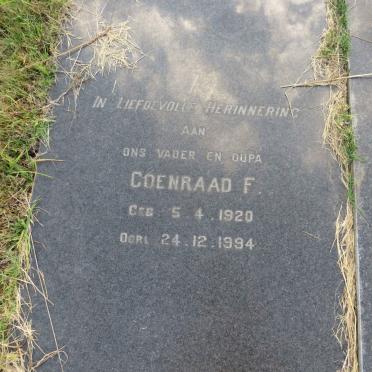 IN LIEFDEVOLLE HERINNERING
AAN
ONS VADER EN OUPA
COENRAAD F.
GEB. 5.4.1920
OORL. 24.12.1994